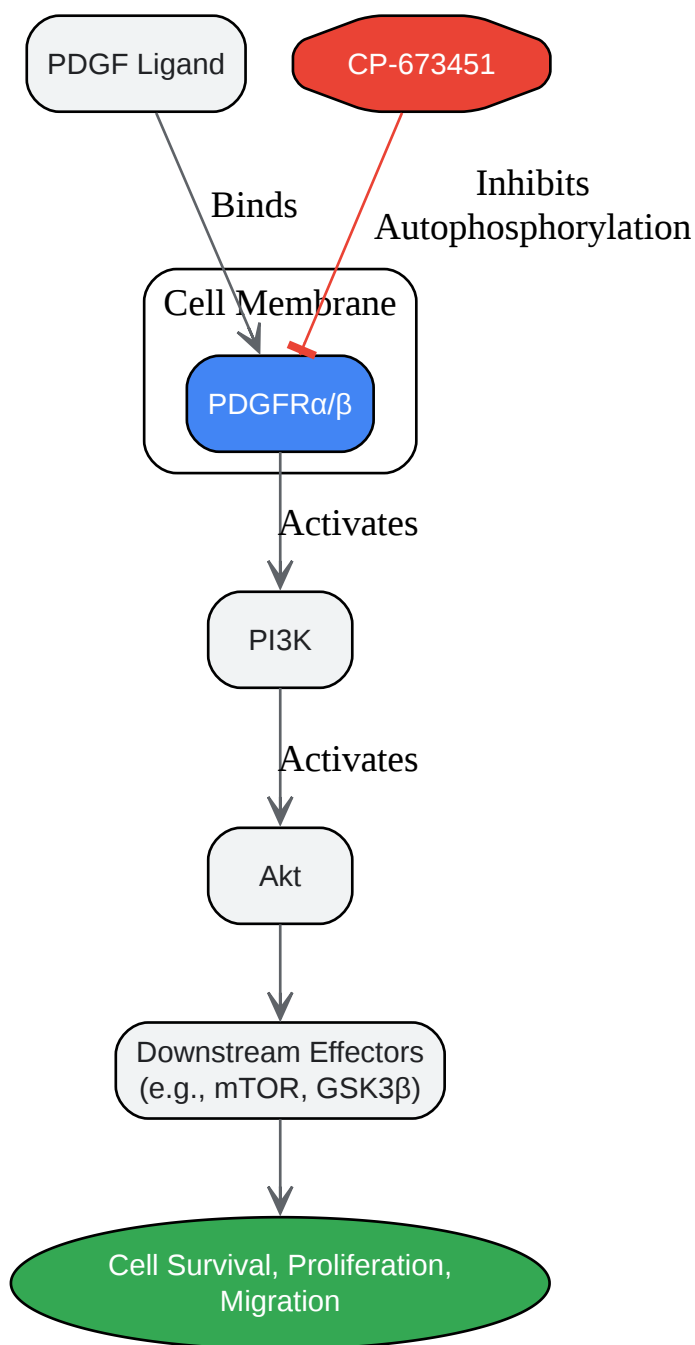 PDGF Ligand
CP-673451
Binds
Inhibits
Autophosphorylation
Cell Membrane
PDGFRα/β
Activates
PI3K
Activates
Akt
Downstream Effectors
(e.g., mTOR, GSK3β)
Cell Survival, Proliferation,
Migration